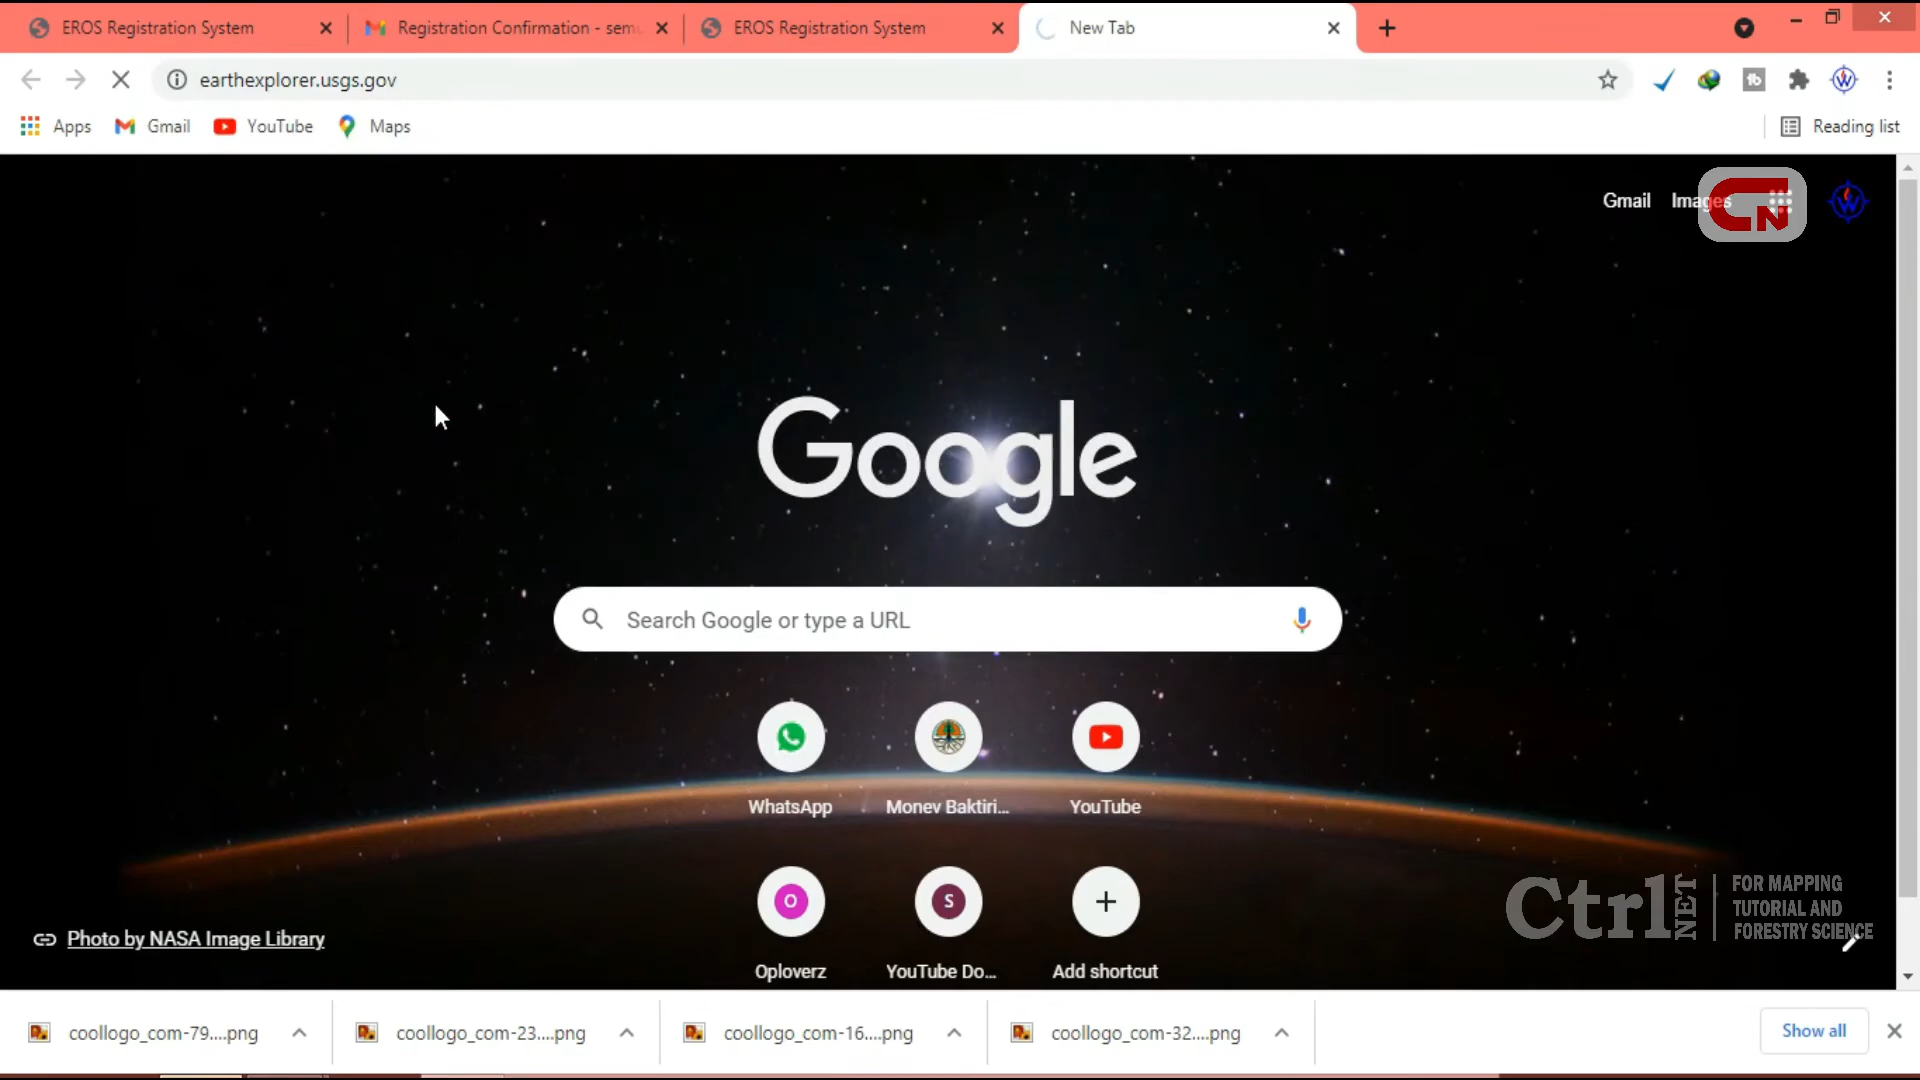 EROS Registration System
Registration Confirmation - sem
EROS Registration System
New Tab
earthexplorer.usgs.gov
Apps
Gmail
YouTube
Maps
Reading list
Gmail
Images
CN
Google
Search Google or type a URL
WhatsApp
Monev Baktiri...
YouTube
O
S
Oploverz
YouTube Do...
Add shortcut
Photo by NASA Image Library
Ctrl NET
FOR MAPPING
TUTORIAL AND
FORESTRY SCIENCE
coollogo_com-79....png
coollogo_com-23....png
coollogo_com-16....png
coollogo_com-32....png
Show all